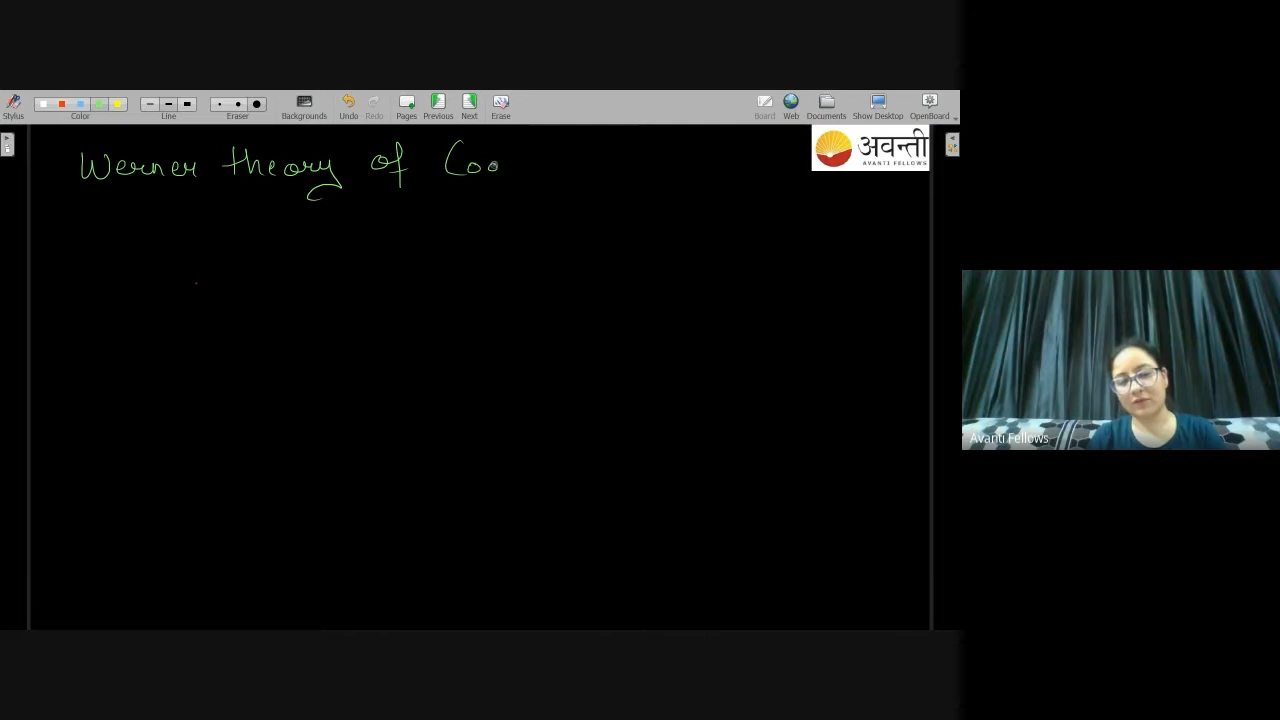 Stylus
Color
Line
Eraser
Backgrounds
Undo
Redo
Pages
Previous
Next
Erase
Board
Web
Documents
Show Desktop
OpenBoard
Werner theory of Coo
अवन्ती
AVANTI FELLOWS
Avanti Fellows